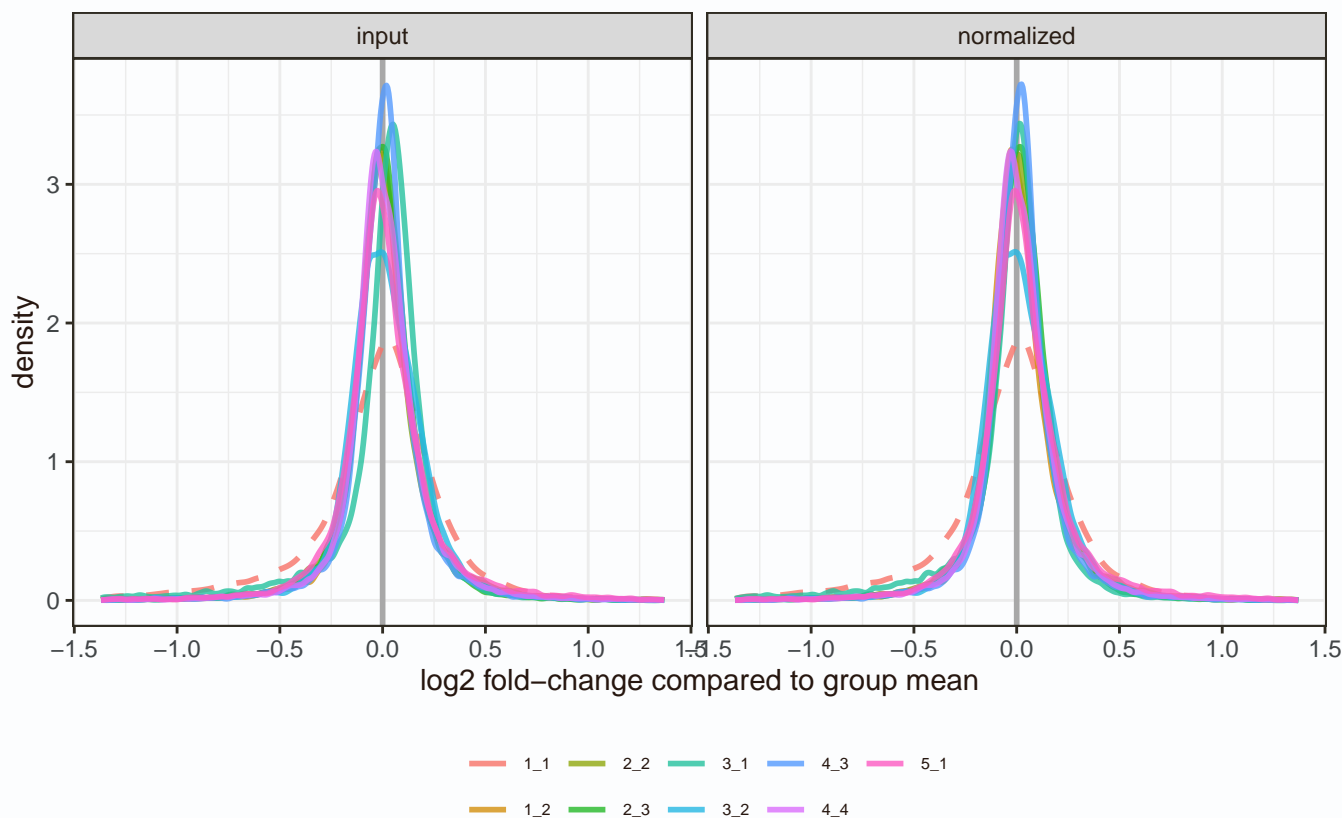 input normalized
density
3
2
1
0
−1.5 −1.0 −0.5 0.0 0.5 1.0 1.5 −1.5 −1.0 −0.5 0.0 0.5 1.0 1.5
log2 fold−change compared to group mean
1_1 2_2 3_1 4_3 5_1
1_2 2_3 3_2 4_4